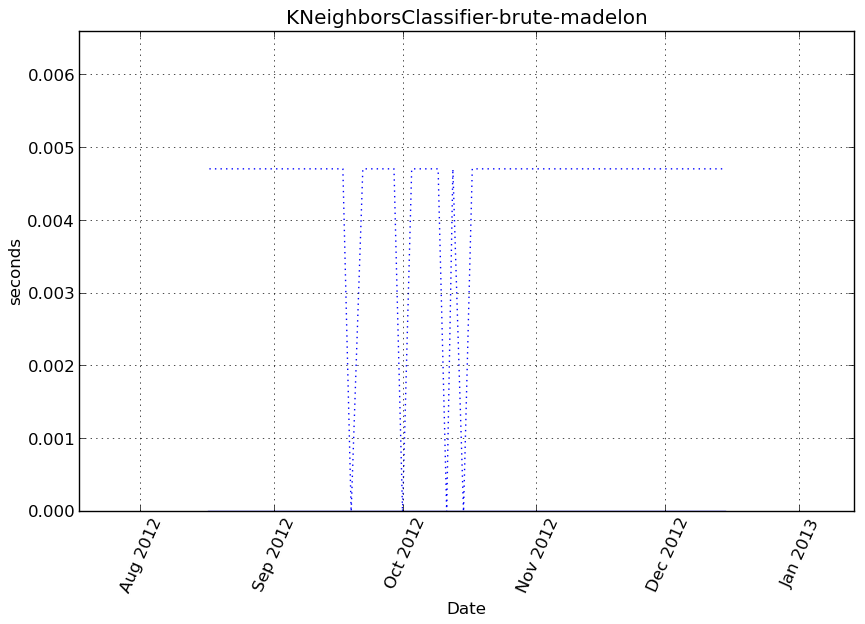 KNeighborsClassifier-brute-madelon
0.006
0.005
0.004
0.003
0.002
0.001
0.000
seconds
Aug 2012
Sep 2012
Oct 2012
Nov 2012
Dec 2012
Jan 2013
Date